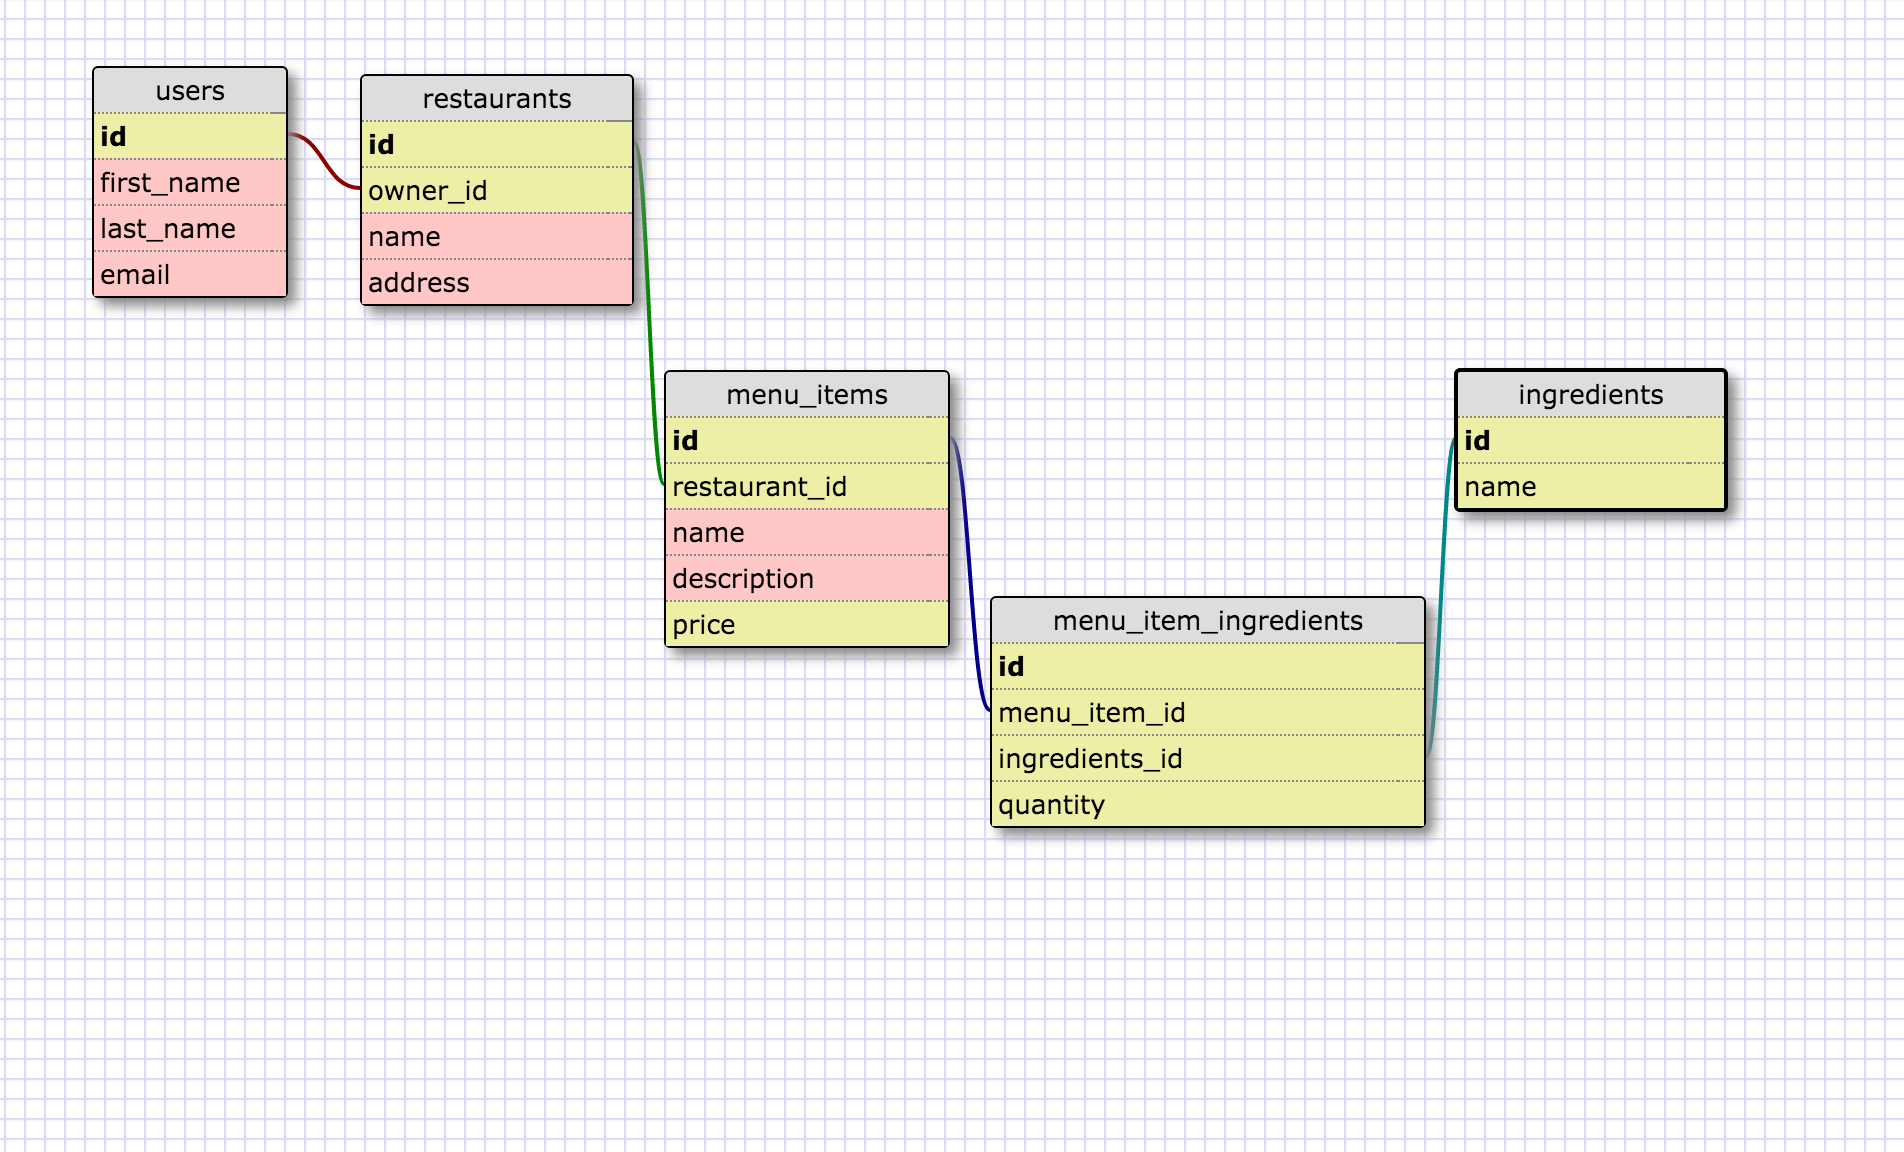 users
id
first_name
last_name
email
restaurants
id
owner_id
name
address
menu_items
id
restaurant_id
name
description
price
menu_item_ingredients
id
menu_item_id
ingredients_id
quantity
ingredients
id
name